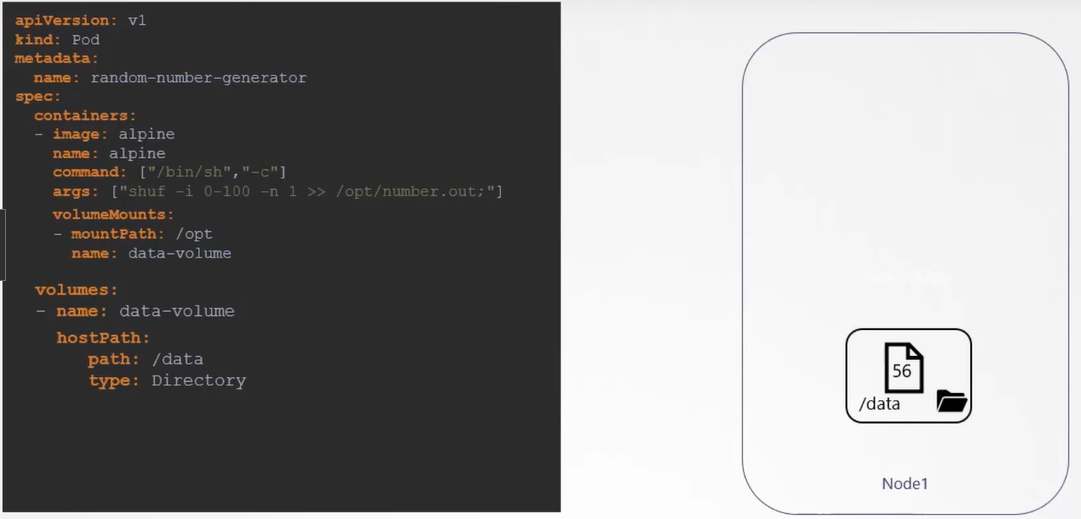 apiVersion: v1
kind: Pod
metadata:
  name: random-number-generator
spec:
  containers:
  - image: alpine
    name: alpine
    command: ["/bin/sh","-c"]
    args: ["shuf -i 0-100 -n 1 >> /opt/number.out;"]
    volumeMounts:
    - mountPath: /opt
      name: data-volume
  volumes:
  - name: data-volume
    hostPath:
       path: /data
       type: Directory
56
/data
Node1